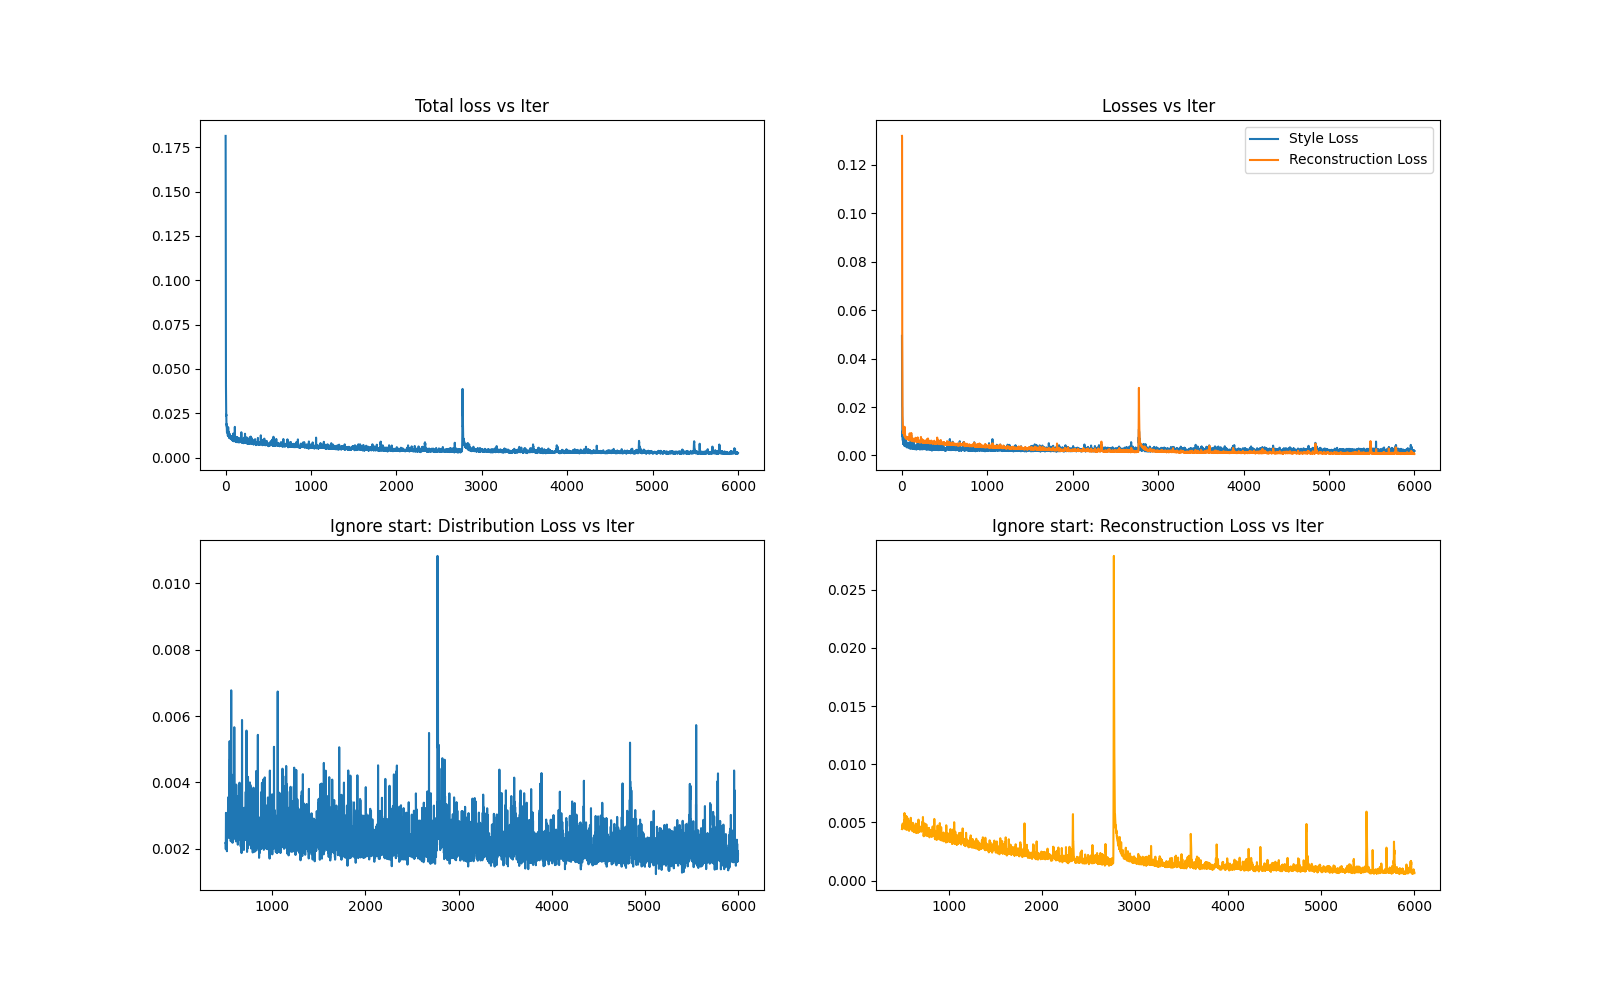 Total loss vs Iter
0.175
0.150
0.125
0.100
0.075
0.050
0.025
0.000
0 1000 2000 3000 4000 5000 6000
Losses vs Iter
Style Loss
Reconstruction Loss
0.12
0.10
0.08
0.06
0.04
0.02
0.00
0 1000 2000 3000 4000 5000 6000
Ignore start: Distribution Loss vs Iter
0.010
0.008
0.006
0.004
0.002
1000 2000 3000 4000 5000 6000
Ignore start: Reconstruction Loss vs Iter
0.025
0.020
0.015
0.010
0.005
0.000
1000 2000 3000 4000 5000 6000